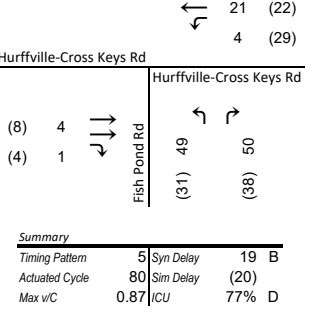 21 (22)
4 (29)
Hurffville-Cross Keys Rd
Hurffville-Cross Keys Rd
(8) 4
(4) 1
Fish Pond Rd
(31) 49
(38) 50
Summary
Timing Pattern 5 Syn Delay 19 B
Actuated Cycle 80 Sim Delay (20)
Max v/C 0.87 ICU 77% D